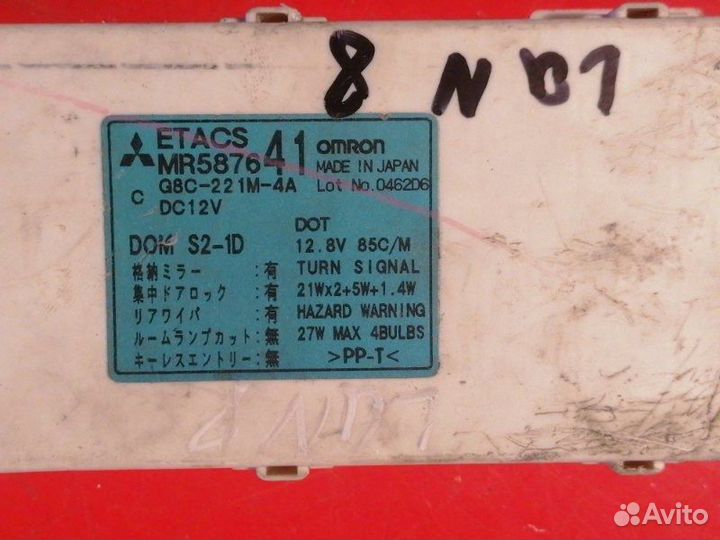 8 N01
ETACS
MR587641
OMRON
MADE IN JAPAN
Lot No.0462D6
C
G8C-221M-4A
DC12V
DOM S2-1D
格納ミラー :有
集中ドアロック :有
リアワイパ :有
ルームランプカット:無
キーレスエントリー:無
DOT
12.8V 85C/M
TURN SIGNAL
21Wx2+5W+1.4W
HAZARD WARNING
27W MAX 4BULBS
>PP-T<
Avito